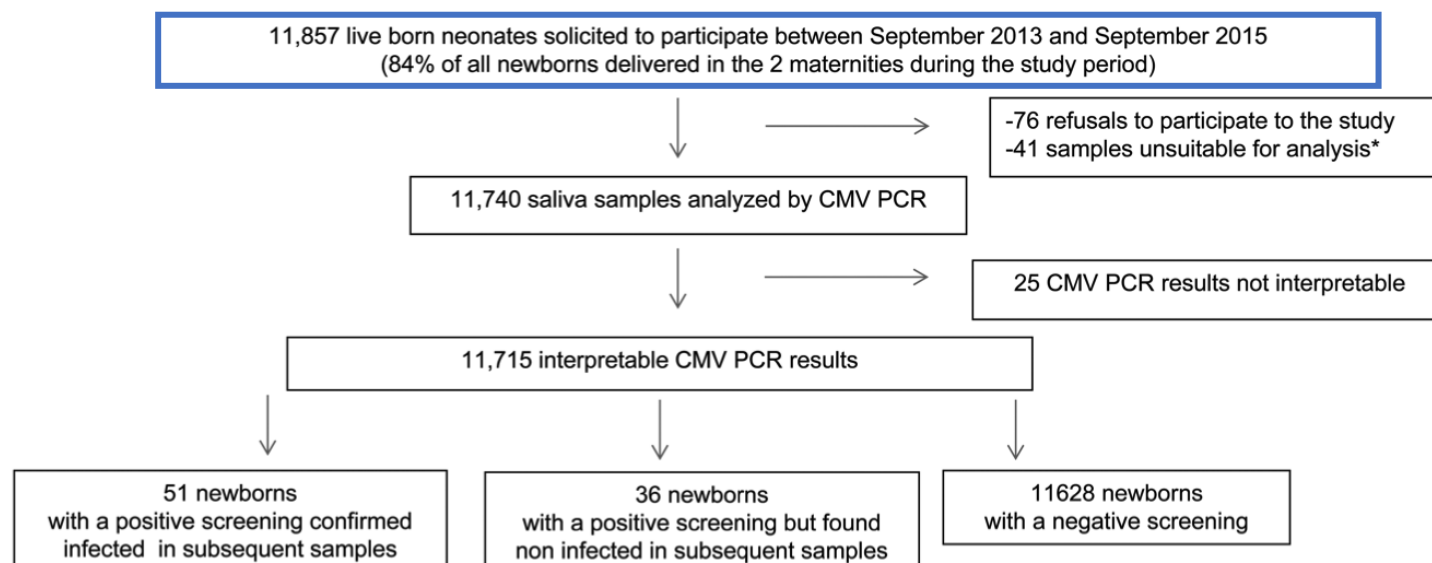 11,857 live born neonates solicited to participate between September 2013 and September 2015
(84% of all newborns delivered in the 2 maternities during the study period)
-76 refusals to participate to the study
-41 samples unsuitable for analysis*
11,740 saliva samples analyzed by CMV PCR
25 CMV PCR results not interpretable
11,715 interpretable CMV PCR results
51 newborns
with a positive screening confirmed
infected in subsequent samples
36 newborns
with a positive screening but found
non infected in subsequent samples
11628 newborns
with a negative screening